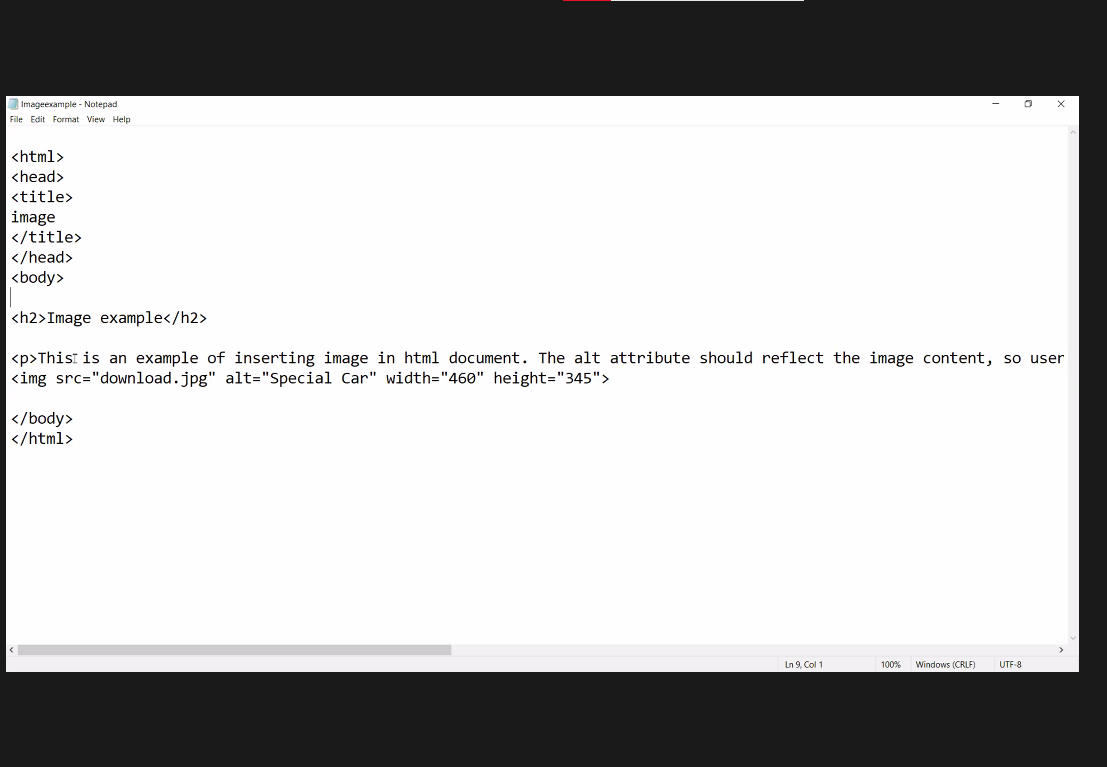 Imageexample - Notepad
File Edit Format View Help
<html>
<head>
<title>
image
</title>
</head>
<body>
<h2>Image example</h2>
<p>This is an example of inserting image in html document. The alt attribute should reflect the image content, so user
<img src="download.jpg" alt="Special Car" width="460" height="345">
</body>
</html>
Ln 9, Col 1 100% Windows (CRLF) UTF-8